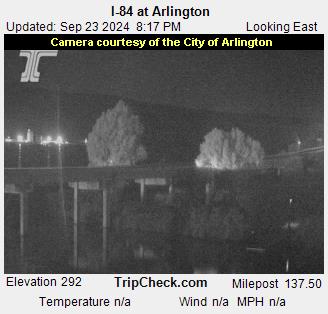 I-84 at Arlington
Updated: Sep 23 2024 8:17 PM Looking East
Camera courtesy of the City of Arlington
Elevation 292 TripCheck.com Milepost 137.50
Temperature n/a Wind n/a MPH n/a